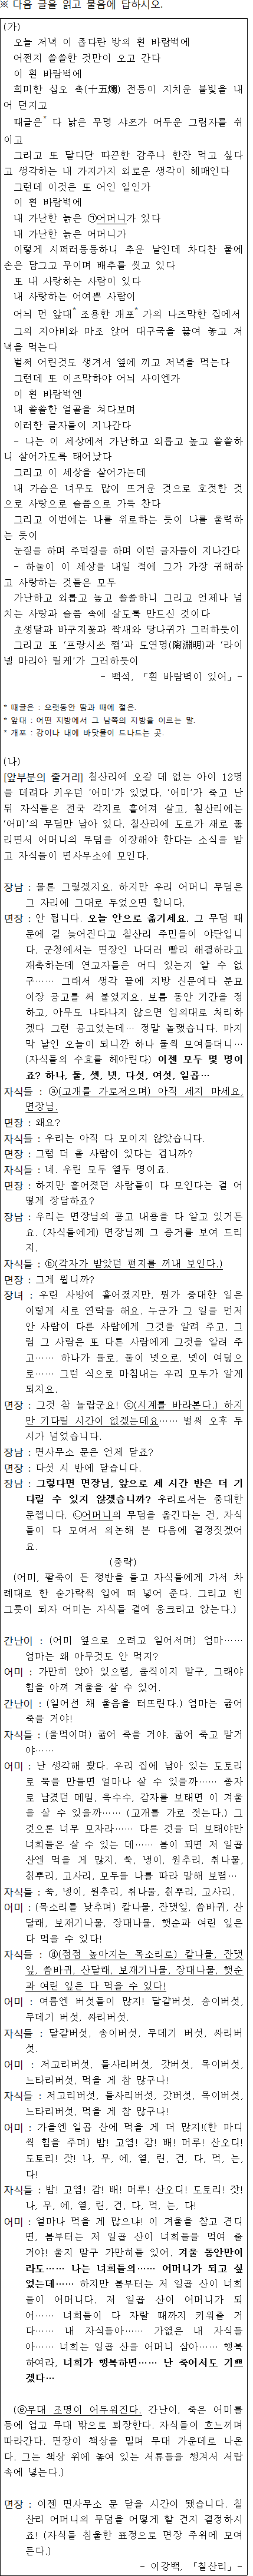 ※ 다음 글을 읽고 물음에 답하시오.
(가)
오늘 저녁 이 좁다란 방의 흰 바람벽에
어쩐지 쓸쓸한 것만이 오고 간다
이 흰 바람벽에
희미한 십오 촉(十五燭) 전등이 지치운 불빛을 내
어 던지고
때글은* 다 낡은 무명 샤쯔가 어두운 그림자를 쉬
이고
그리고 또 달디단 따끈한 감주나 한잔 먹고 싶다
고 생각하는 내 가지가지 외로운 생각이 헤매인다
그런데 이것은 또 어인 일인가
이 흰 바람벽에
내 가난한 늙은 ㉠어머니가 있다
내 가난한 늙은 어머니가
이렇게 시퍼러둥둥하니 추운 날인데 차디찬 물에
손은 담그고 무이며 배추를 씻고 있다
또 내 사랑하는 사람이 있다
내 사랑하는 어여쁜 사람이
어늬 먼 앞대* 조용한 개포* 가의 나즈막한 집에서
그의 지아비와 마조 앉어 대구국을 끓여 놓고 저
녁을 먹는다
벌써 어린것도 생겨서 옆에 끼고 저녁을 먹는다
그런데 또 이즈막하야 어늬 사이엔가
이 흰 바람벽엔
내 쓸쓸한 얼골을 쳐다보며
이러한 글자들이 지나간다
- 나는 이 세상에서 가난하고 외롭고 높고 쓸쓸하
니 살어가도록 태어났다
그리고 이 세상을 살어가는데
내 가슴은 너무도 많이 뜨거운 것으로 호젓한 것
으로 사랑으로 슬픔으로 가득 찬다
그리고 이번에는 나를 위로하는 듯이 나를 울력하
는 듯이
눈질을 하며 주먹질을 하며 이런 글자들이 지나간다
- 하눌이 이 세상을 내일 적에 그가 가장 귀해하
고 사랑하는 것들은 모두
가난하고 외롭고 높고 쓸쓸하니 그리고 언제나 넘
치는 사랑과 슬픔 속에 살도록 만드신 것이다
초생달과 바구지꽃과 짝새와 당나귀가 그러하듯이
그리고 또 '프랑시쓰 쨈'과 도연명(陶淵明)과 '라이
넬 마리아 릴케'가 그러하듯이
- 백석, 「흰 바람벽이 있어」-
* 때글은 : 오랫동안 땀과 때에 절은.
* 앞대 : 어떤 지방에서 그 남쪽의 지방을 이르는 말.
* 개포 : 강이나 내에 바닷물이 드나드는 곳.
(나)
[앞부분의 줄거리] 칠산리에 오갈 데 없는 아이 12명
을 데려다 키우던 '어미'가 있었다. '어미'가 죽고 난
뒤 자식들은 전국 각지로 흩어져 살고, 칠산리에는
'어미'의 무덤만 남아 있다. 칠산리에 도로가 새로 뚫
리면서 어머니의 무덤을 이장해야 한다는 소식을 받
고 자식들이 면사무소에 모인다.
장남 : 물론 그렇겠지요. 하지만 우리 어머니 무덤은
그 자리에 그대로 두었으면 합니다.
면장 : 안 됩니다. 오늘 안으로 옮기세요. 그 무덤 때
문에 길 늦어진다고 칠산리 주민들이 야단입니
다. 군청에서는 면장인 나더러 빨리 해결하라고
재촉하는데 연고자들은 어디 있는지 알 수 없
구…… 그래서 생각 끝에 지방 신문에다 분묘
이장 공고를 써 붙였지요. 보름 동안 기간을 정
하고, 아무도 나타나지 않으면 임의대로 처리하
겠다 그런 공고였는데… 정말 놀랬습니다. 마지
막 날인 오늘이 되니깐 하나 둘씩 모여들더니…
(자식들의 수효를 헤아린다) 이젠 모두 몇 명이
죠? 하나, 둘, 셋, 넷, 다섯, 여섯, 일곱…
자식들 : ⓐ(고개를 가로저으며) 아직 세지 마세요,
면장님.
면장 : 왜요?
자식들 : 우리는 아직 다 모이지 않았습니다.
면장 : 그럼 더 올 사람이 있다는 겁니까?
자식들 : 네. 우린 모두 열두 명이죠.
면장 : 하지만 흩어졌던 사람들이 다 모인다는 걸 어
떻게 장담하죠?
장남 : 우리는 면장님의 공고 내용을 다 알고 있거든
요. (자식들에게) 면장님께 그 증거를 보여 드리
지.
자식들 : ⓑ(각자가 받았던 편지를 꺼내 보인다.)
면장 : 그게 뭡니까?
장녀 : 우린 사방에 흩어졌지만, 뭔가 중대한 일은
이렇게 서로 연락을 해요. 누군가 그 일을 먼저
안 사람이 다른 사람에게 그것을 알려 주고, 그
럼 그 사람은 또 다른 사람에게 그것을 알려 주
고…… 하나가 둘로, 둘이 넷으로, 넷이 여덟으
로…… 그런 식으로 마침내는 우리 모두가 알게
되지요.
면장 : 그것 참 놀랍군요! ⓒ(시계를 바라본다.) 하지
만 기다릴 시간이 없겠는데요…… 벌써 오후 두
시가 넘었습니다.
장남 : 면사무소 문은 언제 닫죠?
면장 : 다섯 시 반에 닫습니다.
장남 : 그렇다면 면장님, 앞으로 세 시간 반은 더 기
다릴 수 있지 않겠습니까? 우리로서는 중대한
문젭니다. ㉡어머니의 무덤을 옮긴다는 건, 자식
들이 다 모여서 의논해 본 다음에 결정짓겠어
요.
(중략)
(어미, 팥죽이 든 쟁반을 들고 자식들에게 가서 차
례대로 한 숟가락씩 입에 떠 넣어 준다. 그리고 빈
그릇이 되자 어미는 자식들 곁에 웅크리고 앉는다.)
간난이 : (어미 옆으로 오려고 일어서며) 엄마……
엄마는 왜 아무것도 안 먹지?
어미 : 가만히 앉아 있으렴, 움직이지 말구, 그래야
힘을 아껴 겨울을 살 수 있어.
간난이 : (일어선 채 울음을 터뜨린다.) 엄마는 굶어
죽을 거야!
자식들 : (울먹이며) 굶어 죽을 거야. 굶어 죽고 말거
야……
어미 : 난 생각해 봤다. 우리 집에 남아 있는 도토리
로 묵을 만들면 얼마나 살 수 있을까…… 종자
로 남겼던 메밀, 옥수수, 감자를 보태면 이 겨울
을 살 수 있을까…… (고개를 가로 젓는다.) 그
것으론 너무 모자라…… 다른 것을 더 보태야만
너희들은 살 수 있는 데…… 봄이 되면 저 일곱
산엔 먹을 게 많지. 쑥, 냉이, 원추리, 취나물,
칡뿌리, 고사리, 모두들 나를 따라 말해 보렴…
자식들 : 쑥, 냉이, 원추리, 취나물, 칡뿌리, 고사리.
어미 : (목소리를 낮추며) 칼나물, 잔댓잎, 씀바귀, 산
달래, 보재기나물, 장대나물, 햇순과 여린 잎은
다 먹을 수 있다!
자식들 : ⓓ(점점 높아지는 목소리로) 칼나물, 잔댓
잎, 씀바귀, 산달래, 보재기나물, 장대나물, 햇순
과 여린 잎은 다 먹을 수 있다!
어미 : 여름엔 버섯들이 많지! 달걀버섯, 송이버섯,
무데기 버섯, 싸리버섯.
자식들 : 달걀버섯, 송이버섯, 무데기 버섯, 싸리버
섯.
어미 : 저고리버섯, 들사리버섯, 갓버섯, 목이버섯,
느타리버섯, 먹을 게 참 많구나!
자식들 : 저고리버섯, 들사리버섯, 갓버섯, 목이버섯,
느타리버섯, 먹을 게 참 많구나!
어미 : 가을엔 일곱 산에 먹을 게 더 많지!(한 마디
씩 힘을 주며) 밤! 고염! 감! 배! 머루! 산오디!
도토리! 잣! 나, 무, 에, 열, 린, 건, 다, 먹, 는,
다!
자식들 : 밤! 고염! 감! 배! 머루! 산오디! 도토리! 잣!
나, 무, 에, 열, 린, 건, 다, 먹, 는, 다!
어미 : 얼마나 먹을 게 많으냐! 이 겨울을 참고 견디
면, 봄부터는 저 일곱 산이 너희들을 먹여 줄
거야! 울지 말구 가만히들 있어. 겨울 동안만이
라도…… 나는 너희들의…… 어머니가 되고 싶
었는데…… 하지만 봄부터는 저 일곱 산이 너희
들이 어머니다. 저 일곱 산이 어머니가 되
어…… 너희들이 다 자랄 때까지 키워줄 거
다…… 내 자식들아…… 가엾은 내 자식들
아…… 너희는 일곱 산을 어머니 삼아…… 행복
하여라, 너희가 행복하면…… 난 죽어서도 기쁘
겠다…
(ⓔ무대 조명이 어두워진다. 간난이, 죽은 어미를
등에 업고 무대 밖으로 퇴장한다. 자식들이 흐느끼며
따라간다. 면장이 책상을 밀며 무대 가운데로 나온
다. 그는 책상 위에 놓여 있는 서류들을 챙겨서 서랍
속에 넣는다.)
면장 : 이젠 면사무소 문 닫을 시간이 됐습니다. 칠
산리 어머니의 무덤을 어떻게 할 건지 결정하시
죠! (자식들 침울한 표정으로 면장 주위에 모여
든다.)
- 이강백, 「칠산리」-